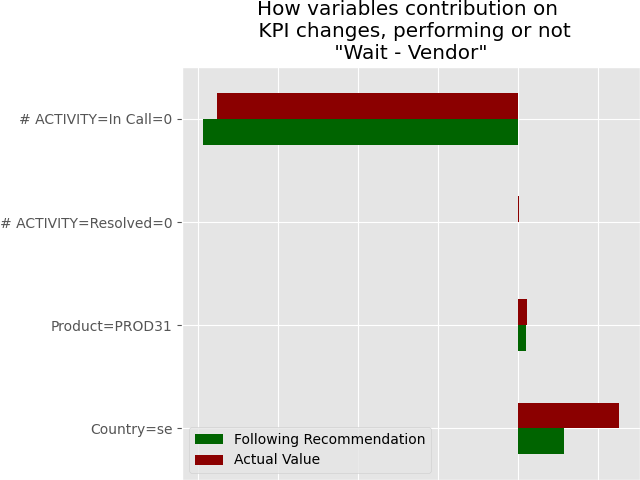 How variables contribution on
KPI changes, performing or not
"Wait - Vendor"
# ACTIVITY=In Call=0
# ACTIVITY=Resolved=0
Product=PROD31
Country=se
Following Recommendation
Actual Value